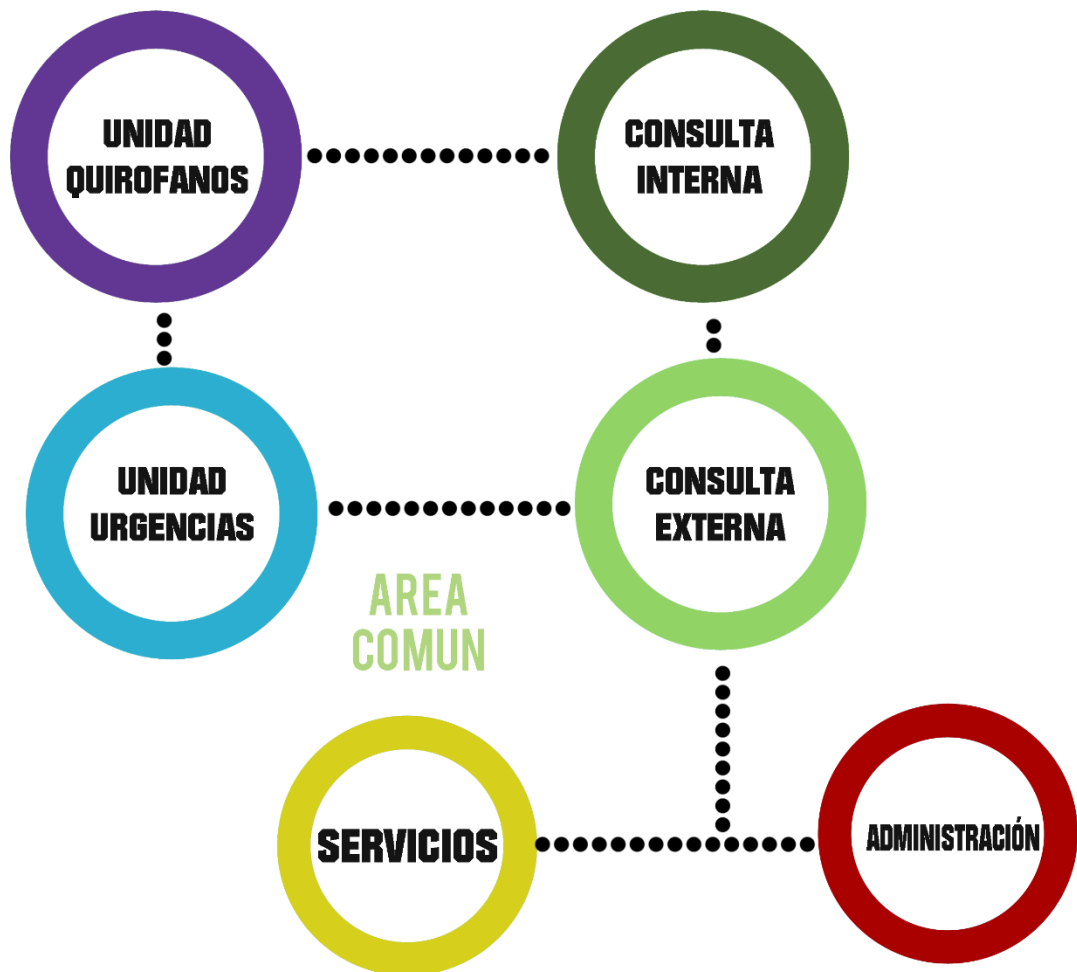 UNIDAD
QUIROFANOS
CONSULTA
INTERNA
UNIDAD
URGENCIAS
CONSULTA
EXTERNA
AREA
COMUN
SERVICIOS
ADMINISTRACIÓN